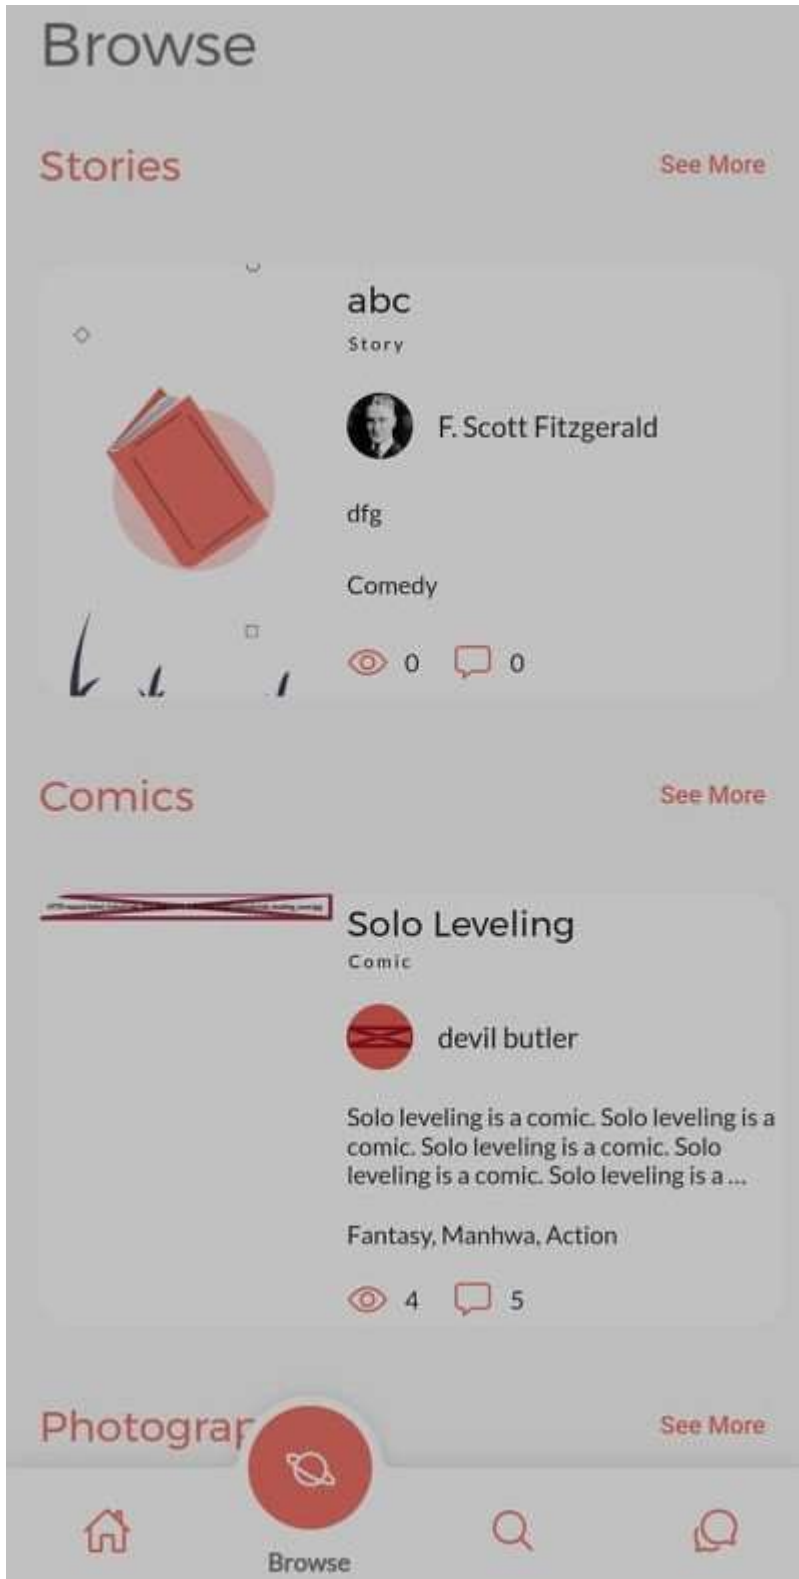 Browse
Stories
See More
abc
Story
F. Scott Fitzgerald
dfg
Comedy
0
0
Comics
See More
Solo Leveling
Comic
devil butler
Solo leveling is a comic. Solo leveling is a
comic. Solo leveling is a comic. Solo
leveling is a comic. Solo leveling is a ...
Fantasy, Manhwa, Action
4
5
See More
Browse